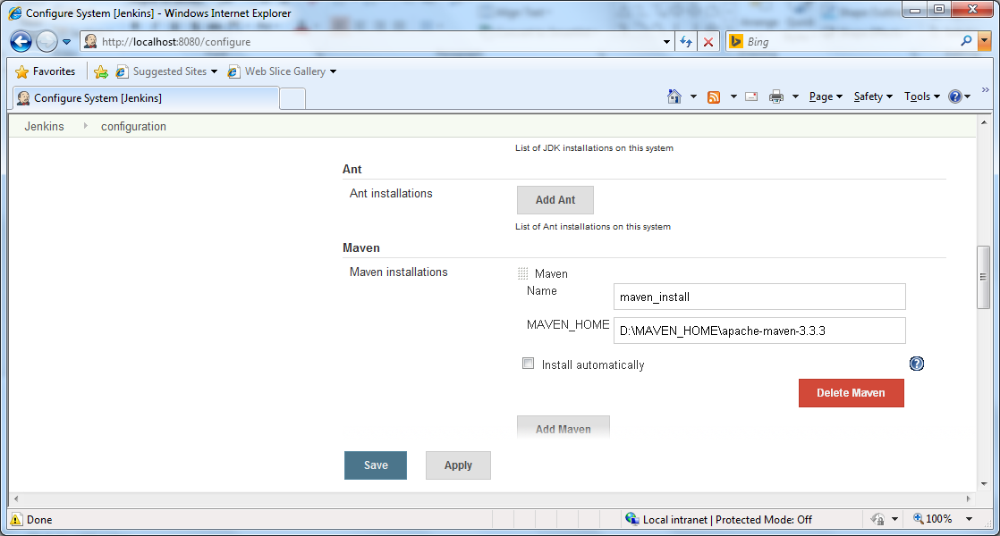 Configure System [Jenkins] - Windows Internet Explorer
http://localhost:8080/configure
Bing
Favorites Suggested Sites Web Slice Gallery
Configure System [Jenkins] Page Safety Tools
Jenkins configuration
List of JDK installations on this system
Ant
Ant installations Add Ant
List of Ant installations on this system
Maven
Maven installations Maven
Name maven_install
MAVEN_HOME D:\MAVEN_HOME\apache-maven-3.3.3
Install automatically
Delete Maven
Add Maven
Save Apply
Done Local intranet | Protected Mode: Off 100%